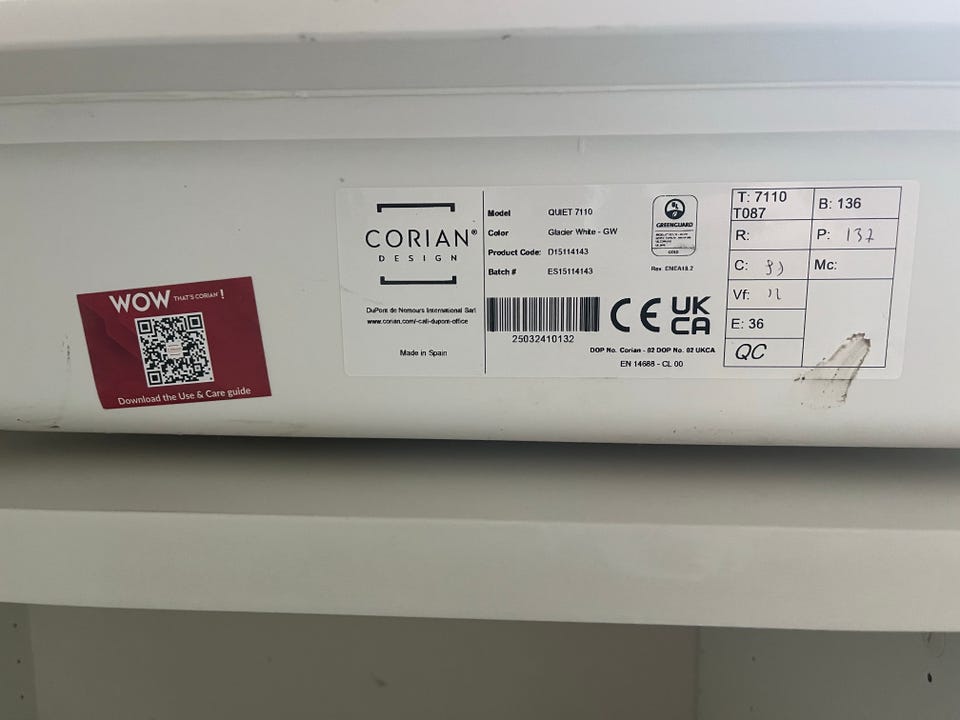 WOW THAT'S CORIAN!
Download the Use & Care guide
CORIAN®
DESIGN
DuPont de Nemours International Sarl
www.corian.com/-call-dupont-office
Made in Spain
Model QUIET 7110
Color Glacier White - GW
Product Code: D15114143
Batch # ES15114143
25032410132
GREENGUARD
GOLD
Rev. ENEA18.2
CE UK
CA
DOP No. Corian - 02 DOP No. 02 UKCA
EN 14688 - CL 00
T: 7110 B: 136
T087
R: P: 137
C: Mc:
Vf:
E: 36
QC